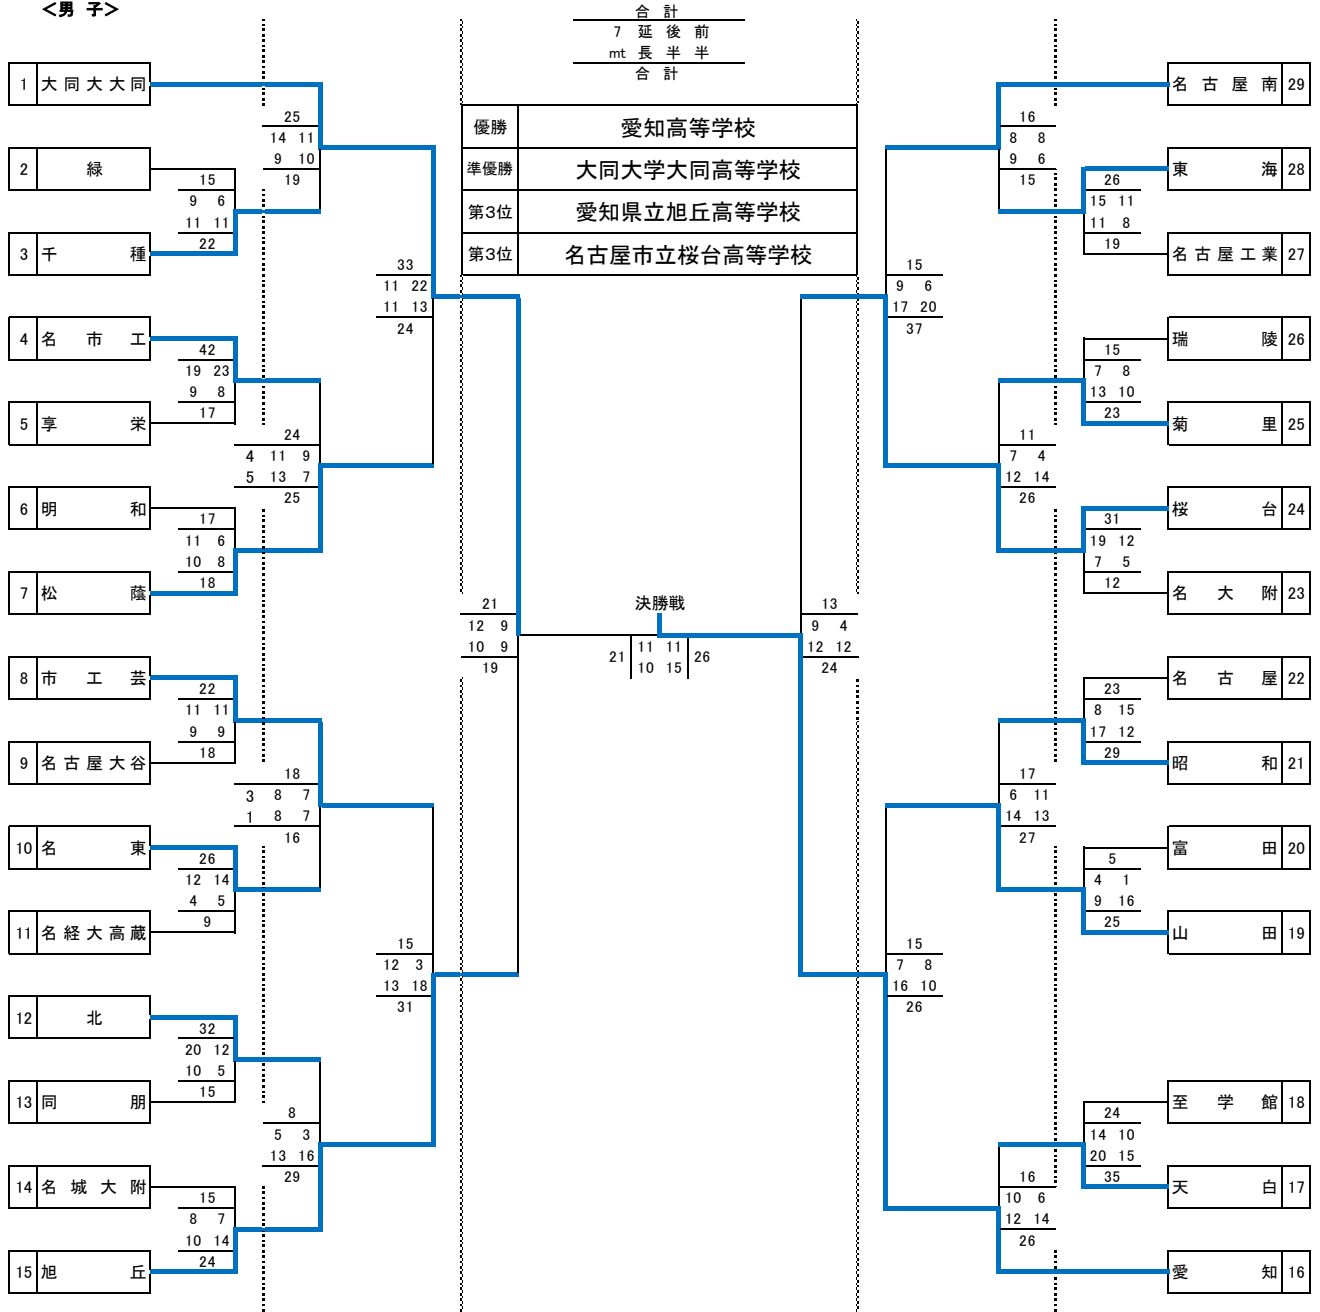 ＜男 子＞
合 計
7 延 後 前
mt 長 半 半
合 計
優勝 愛知高等学校
準優勝 大同大学大同高等学校
第3位 愛知県立旭丘高等学校
第3位 名古屋市立桜台高等学校
1 大同大大同
25
14 11
9 10
19
2 緑
15
9 6
11 11
22
3 千種
33
11 22
11 13
24
4 名市工
42
19 23
9 8
17
5 享栄
24
4 11 9
5 13 7
25
6 明和
17
11 6
10 8
18
7 松蔭
21
12 9
10 9
19
8 市工芸
22
11 11
9 9
18
9 名古屋大谷
18
3 8 7
1 8 7
16
10 名東
26
12 14
4 5
9
11 名経大高蔵
15
12 3
13 18
31
12 北
32
20 12
10 5
15
13 同朋
8
5 3
13 16
29
14 名城大附
15
8 7
10 14
24
15 旭丘
決勝戦
21 11 11 26
10 15
名古屋南 29
16
8 8
9 6
15
東海 28
26
15 11
11 8
19
名古屋工業 27
15
9 6
17 20
37
瑞陵 26
15
7 8
13 10
23
菊里 25
11
7 4
12 14
26
桜台 24
31
19 12
7 5
12
名大附 23
13
9 4
12 12
24
名古屋 22
23
8 15
17 12
29
昭和 21
17
6 11
14 13
27
富田 20
5
4 1
9 16
25
山田 19
15
7 8
16 10
26
至学館 18
24
14 10
20 15
35
天白 17
16
10 6
12 14
26
愛知 16